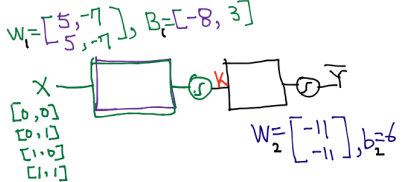 W₁=[5,-7
5,-7], B₁=[-8, 3]
X K Ȳ
[0,0]
[0,1]
[1,0]
[1,1]
W₂=[-11
-11], b₂=6